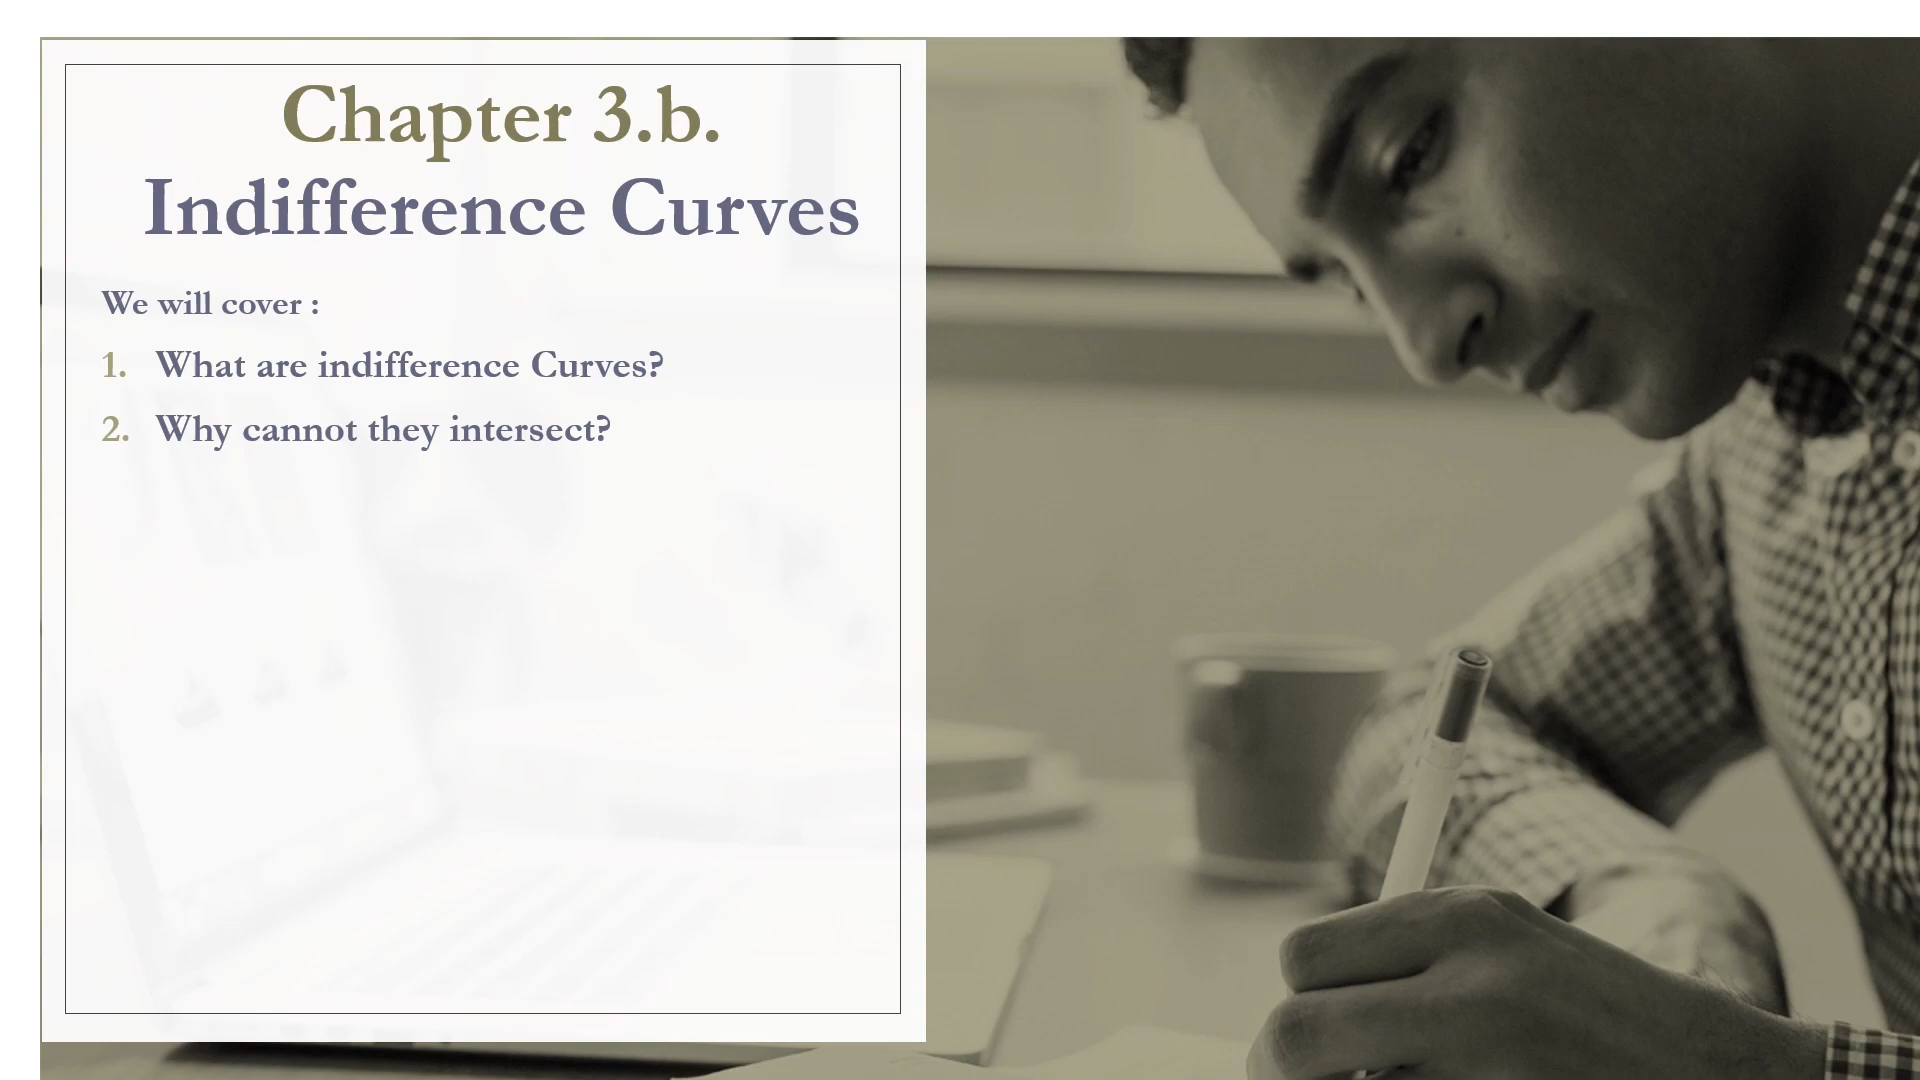 Chapter 3.b.
Indifference Curves
We will cover :
1. What are indifference Curves?
2. Why cannot they intersect?